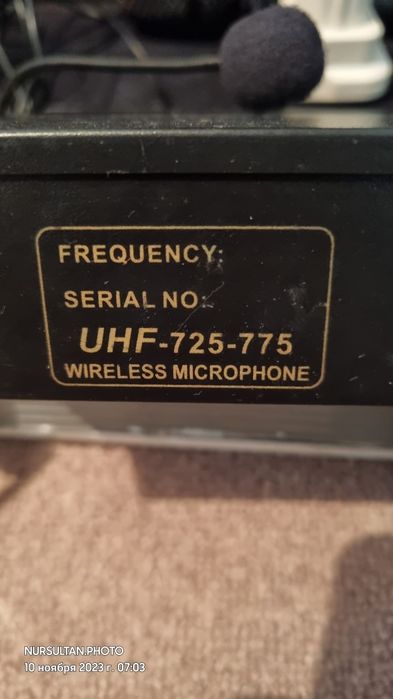 FREQUENCY:
SERIAL NO:
UHF-725-775
WIRELESS MICROPHONE
NURSULTAN.PHOTO
10 ноября 2023 г. 07:03